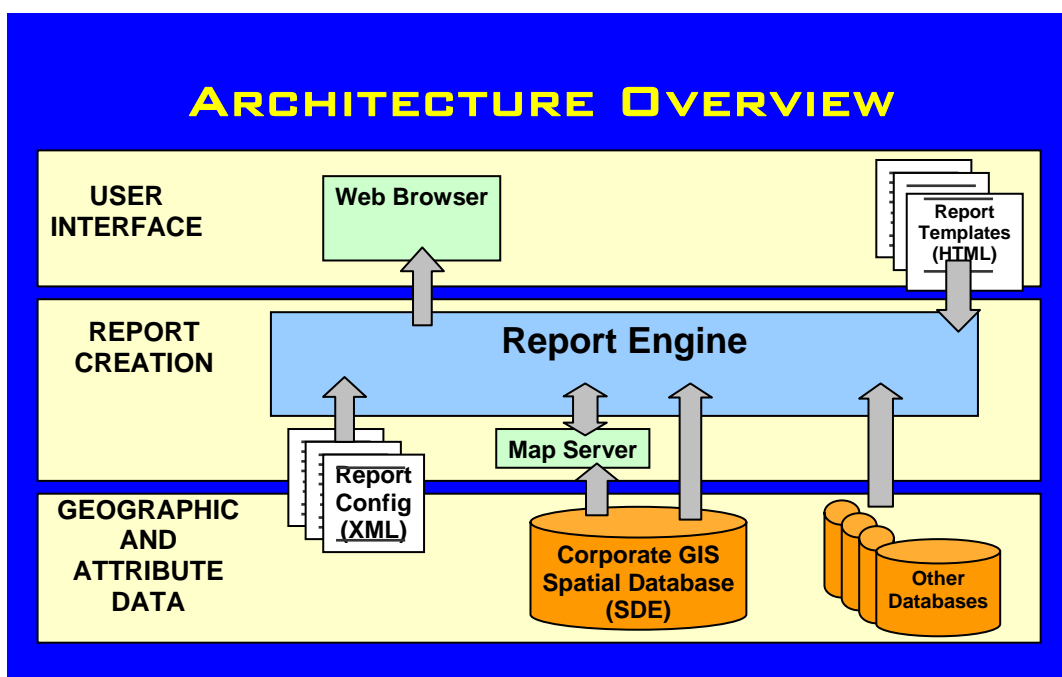 ARCHITECTURE OVERVIEW
USER
INTERFACE
Web Browser
Report
Templates
(HTML)
REPORT
CREATION
Report Engine
Map Server
Report
Config
(XML)
GEOGRAPHIC
AND
ATTRIBUTE
DATA
Corporate GIS
Spatial Database
(SDE)
Other
Databases